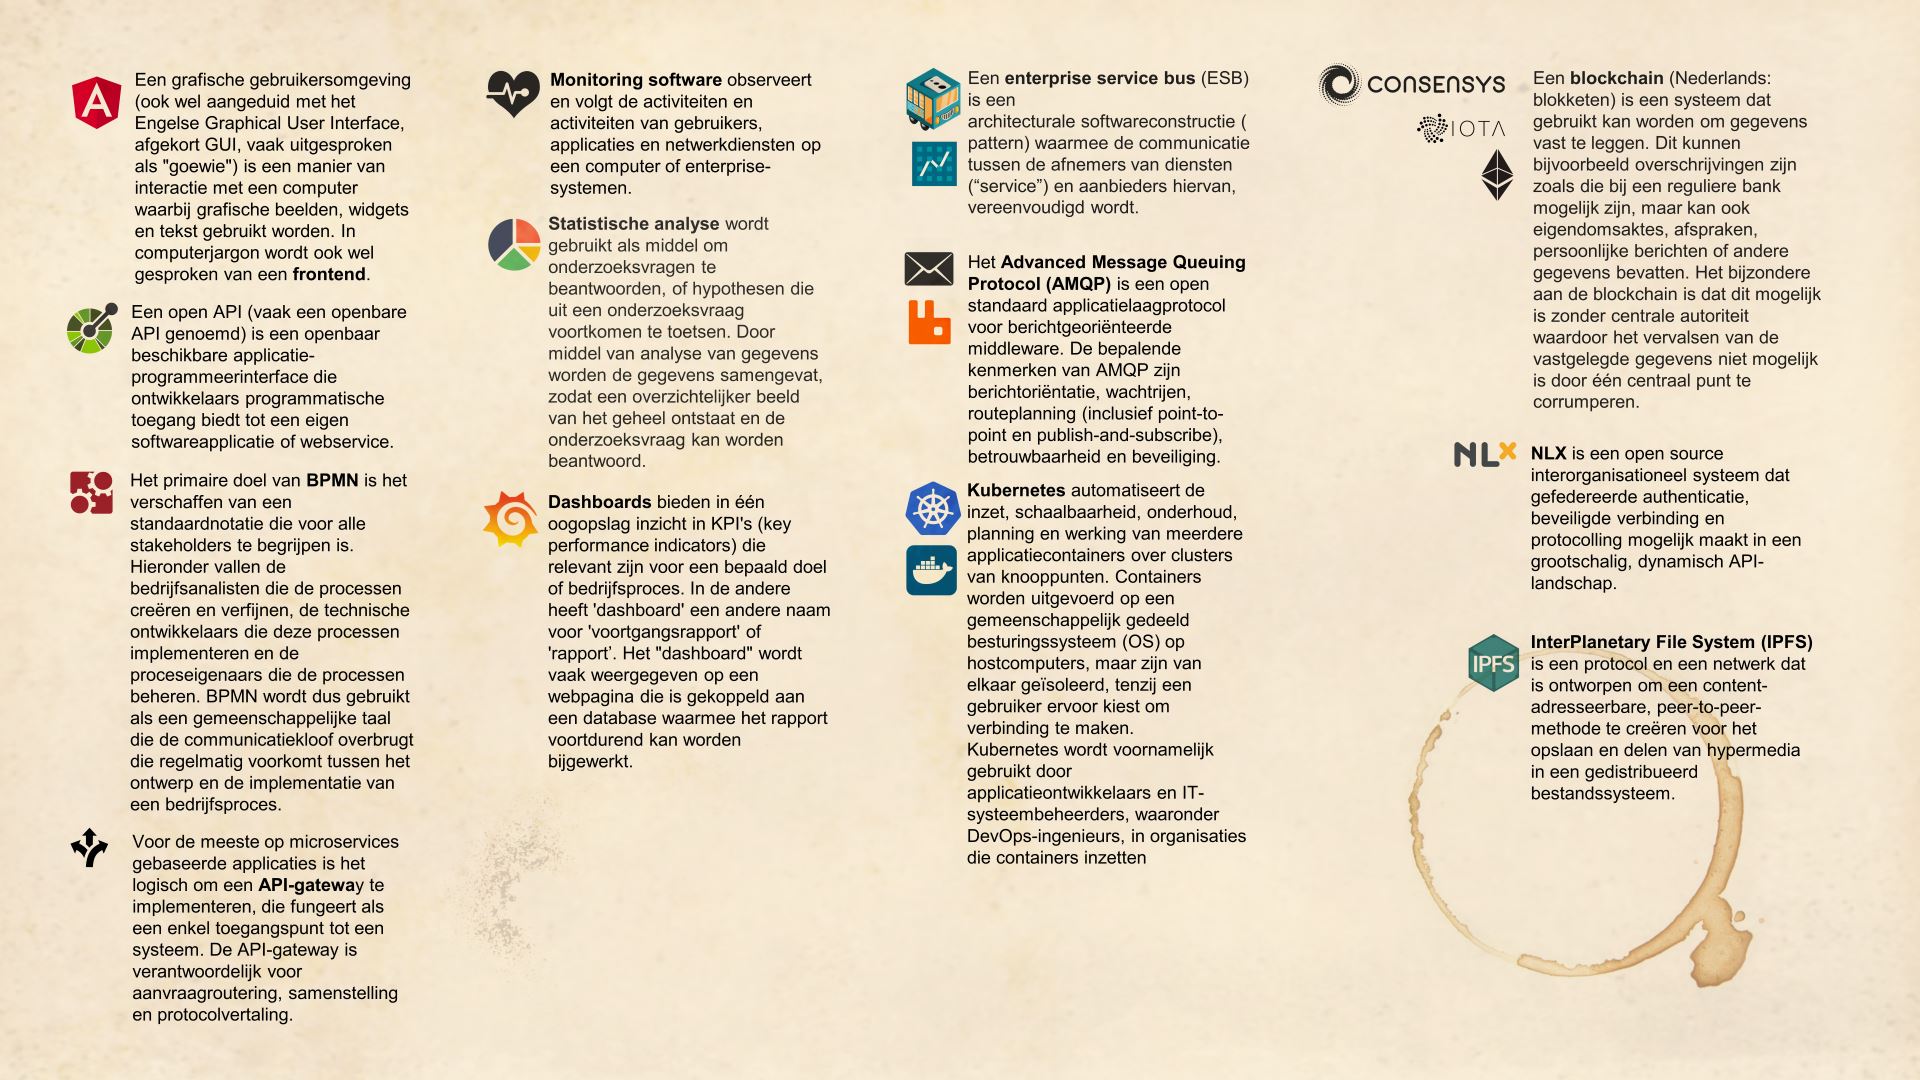 Een grafische gebruikersomgeving
(ook wel aangeduid met het
Engelse Graphical User Interface,
afgekort GUI, vaak uitgesproken
als "goewie") is een manier van
interactie met een computer
waarbij grafische beelden, widgets
en tekst gebruikt worden. In
computerjargon wordt ook wel
gesproken van een frontend.
Een open API (vaak een openbare
API genoemd) is een openbaar
beschikbare applicatie-
programmeerinterface die
ontwikkelaars programmatische
toegang biedt tot een eigen
softwareapplicatie of webservice.
Het primaire doel van BPMN is het
verschaffen van een
standaardnotatie die voor alle
stakeholders te begrijpen is.
Hieronder vallen de
bedrijfsanalisten die de processen
creëren en verfijnen, de technische
ontwikkelaars die deze processen
implementeren en de
proceseigenaars die de processen
beheren. BPMN wordt dus gebruikt
als een gemeenschappelijke taal
die de communicatiekloof overbrugt
die regelmatig voorkomt tussen het
ontwerp en de implementatie van
een bedrijfsproces.
Voor de meeste op microservices
gebaseerde applicaties is het
logisch om een API-gateway te
implementeren, die fungeert als
een enkel toegangspunt tot een
systeem. De API-gateway is
verantwoordelijk voor
aanvraagroutering, samenstelling
en protocolvertaling.
Monitoring software observeert
en volgt de activiteiten en
activiteiten van gebruikers,
applicaties en netwerkdiensten op
een computer of enterprise-
systemen.
Statistische analyse wordt
gebruikt als middel om
onderzoeksvragen te
beantwoorden, of hypothesen die
uit een onderzoeksvraag
voortkomen te toetsen. Door
middel van analyse van gegevens
worden de gegevens samengevat,
zodat een overzichtelijker beeld
van het geheel ontstaat en de
onderzoeksvraag kan worden
beantwoord.
Dashboards bieden in één
oogopslag inzicht in KPI's (key
performance indicators) die
relevant zijn voor een bepaald doel
of bedrijfsproces. In de andere
heeft 'dashboard' een andere naam
voor 'voortgangsrapport' of
'rapport’. Het "dashboard" wordt
vaak weergegeven op een
webpagina die is gekoppeld aan
een database waarmee het rapport
voortdurend kan worden
bijgewerkt.
Een enterprise service bus (ESB)
is een
architecturale softwareconstructie (
pattern) waarmee de communicatie
tussen de afnemers van diensten
(“service”) en aanbieders hiervan,
vereenvoudigd wordt.
Het Advanced Message Queuing
Protocol (AMQP) is een open
standaard applicatielaagprotocol
voor berichtgeoriënteerde
middleware. De bepalende
kenmerken van AMQP zijn
berichtoriëntatie, wachtrijen,
routeplanning (inclusief point-to-
point en publish-and-subscribe),
betrouwbaarheid en beveiliging.
Kubernetes automatiseert de
inzet, schaalbaarheid, onderhoud,
planning en werking van meerdere
applicatiecontainers over clusters
van knooppunten. Containers
worden uitgevoerd op een
gemeenschappelijk gedeeld
besturingssysteem (OS) op
hostcomputers, maar zijn van
elkaar geïsoleerd, tenzij een
gebruiker ervoor kiest om
verbinding te maken.
Kubernetes wordt voornamelijk
gebruikt door
applicatieontwikkelaars en IT-
systeembeheerders, waaronder
DevOps-ingenieurs, in organisaties
die containers inzetten
CONSENSYS
IOTA
Een blockchain (Nederlands:
blokketen) is een systeem dat
gebruikt kan worden om gegevens
vast te leggen. Dit kunnen
bijvoorbeeld overschrijvingen zijn
zoals die bij een reguliere bank
mogelijk zijn, maar kan ook
eigendomsaktes, afspraken,
persoonlijke berichten of andere
gegevens bevatten. Het bijzondere
aan de blockchain is dat dit mogelijk
is zonder centrale autoriteit
waardoor het vervalsen van de
vastgelegde gegevens niet mogelijk
is door één centraal punt te
corrumperen.
NLX
NLX is een open source
interorganisationeel systeem dat
gefedereerde authenticatie,
beveiligde verbinding en
protocolling mogelijk maakt in een
grootschalig, dynamisch API-
landschap.
IPFS
InterPlanetary File System (IPFS)
is een protocol en een netwerk dat
is ontworpen om een content-
adresseerbare, peer-to-peer-
methode te creëren voor het
opslaan en delen van hypermedia
in een gedistribueerd
bestandssysteem.